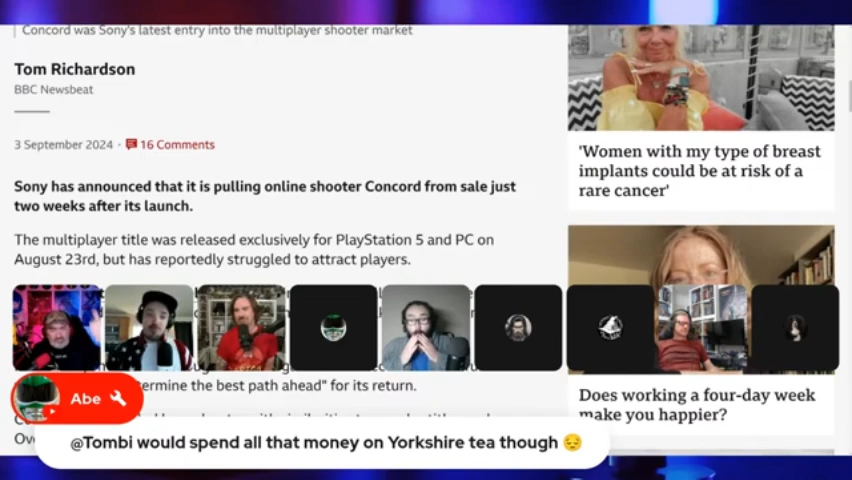 Concord was Sony's latest entry into the multiplayer shooter market
Tom Richardson
BBC Newsbeat
3 September 2024 · 16 Comments
Sony has announced that it is pulling online shooter Concord from sale just
two weeks after its launch.
The multiplayer title was released exclusively for PlayStation 5 and PC on
August 23rd, but has reportedly struggled to attract players.
the best path ahead" for its return.
'Women with my type of breast
implants could be at risk of a
rare cancer'
Does working a four-day week
make you happier?
Abe
@Tombi would spend all that money on Yorkshire tea though 😔